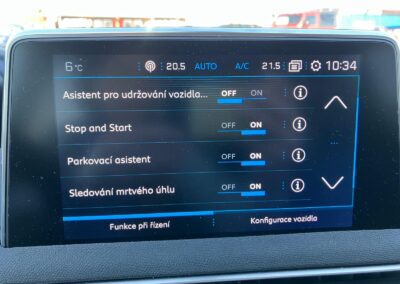 6°C 20.5 AUTO A/C 21.5 10:34
Asistent pro udržování vozidla... OFF ON
Stop and Start OFF ON
Parkovací asistent OFF ON
Sledování mrtvého úhlu OFF ON
Funkce při řízení Konfigurace vozidla